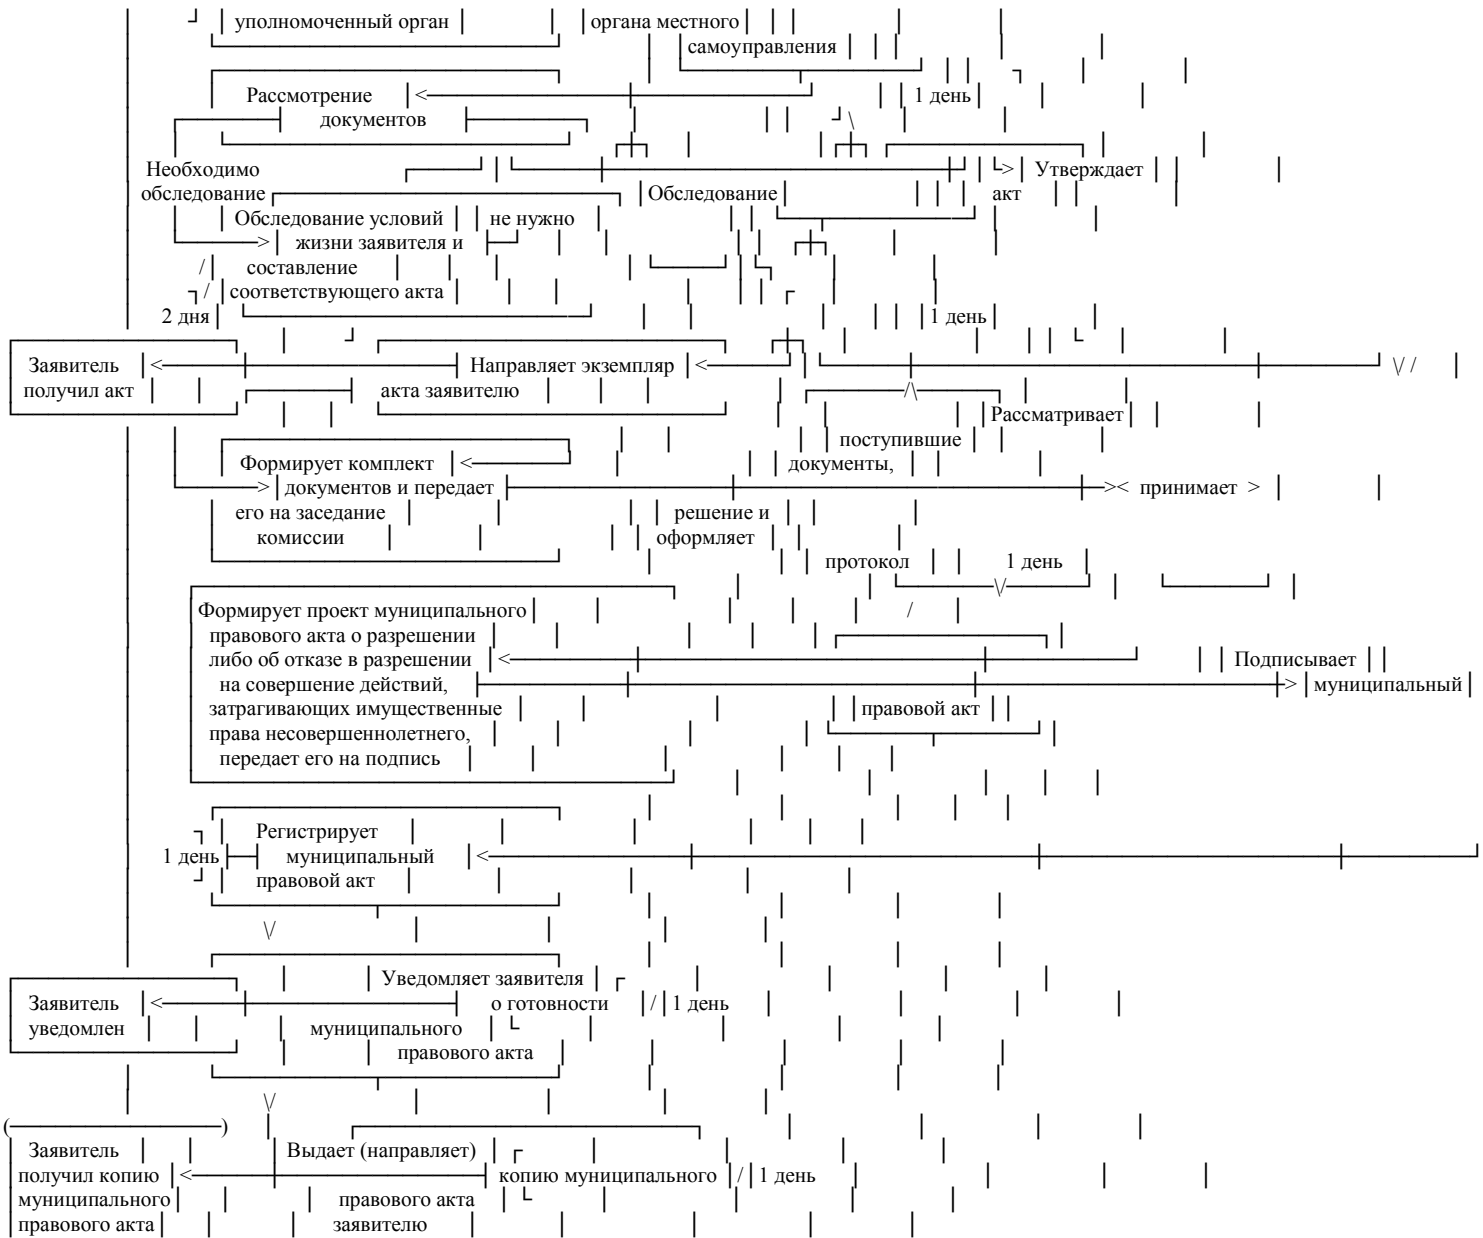 уполномоченный орган органа местного
самоуправления
Рассмотрение 1 день
документов
Необходимо Утверждает
обследование Обследование акт
Обследование условий не нужно
жизни заявителя и
составление
соответствующего акта
2 дня 1 день
Заявитель Направляет экземпляр
получил акт акта заявителю
Рассматривает
поступившие
Формирует комплект документы,
документов и передает принимает
его на заседание решение и
комиссии оформляет
протокол 1 день
Формирует проект муниципального
правового акта о разрешении
либо об отказе в разрешении Подписывает
на совершение действий, муниципальный
затрагивающих имущественные правовой акт
права несовершеннолетнего,
передает его на подпись
Регистрирует
1 день муниципальный
правовой акт
Уведомляет заявителя
Заявитель о готовности 1 день
уведомлен муниципального
правового акта
Заявитель Выдает (направляет)
получил копию копию муниципального 1 день
муниципального правового акта
правового акта заявителю